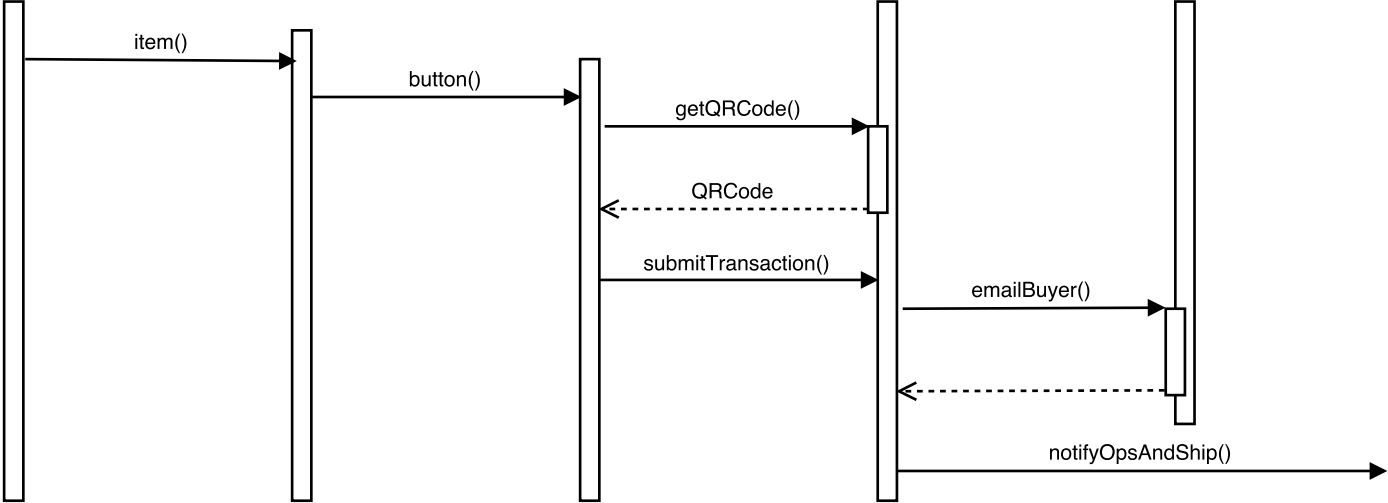 item()
button()
getQRCode()
QRCode
submitTransaction()
emailBuyer()
notifyOpsAndShip()